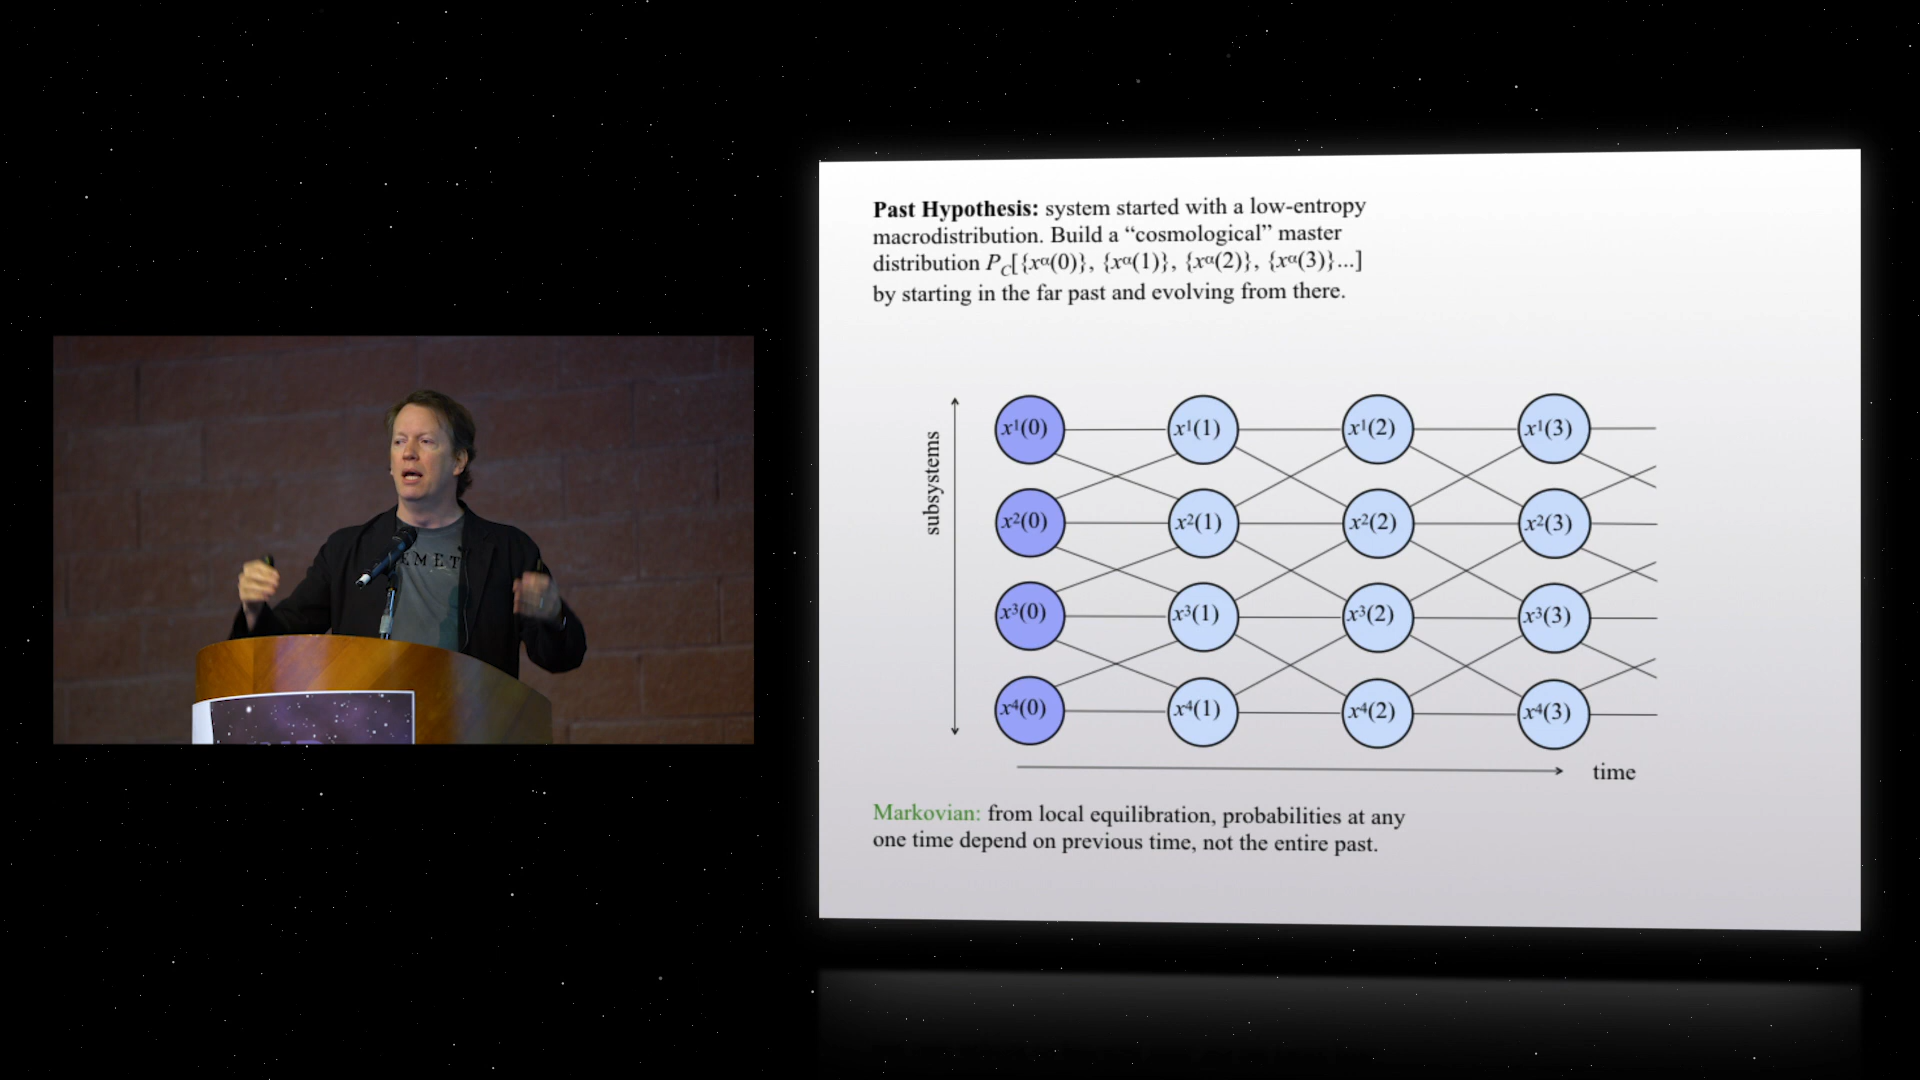 Past Hypothesis: system started with a low-entropy
macrodistribution. Build a “cosmological” master
distribution P_C[{xᵅ(0)}, {xᵅ(1)}, {xᵅ(2)}, {xᵅ(3)}...]
by starting in the far past and evolving from there.
subsystems
x¹(0) x¹(1) x¹(2) x¹(3)
x²(0) x²(1) x²(2) x²(3)
x³(0) x³(1) x³(2) x³(3)
x⁴(0) x⁴(1) x⁴(2) x⁴(3)
time
Markovian: from local equilibration, probabilities at any
one time depend on previous time, not the entire past.